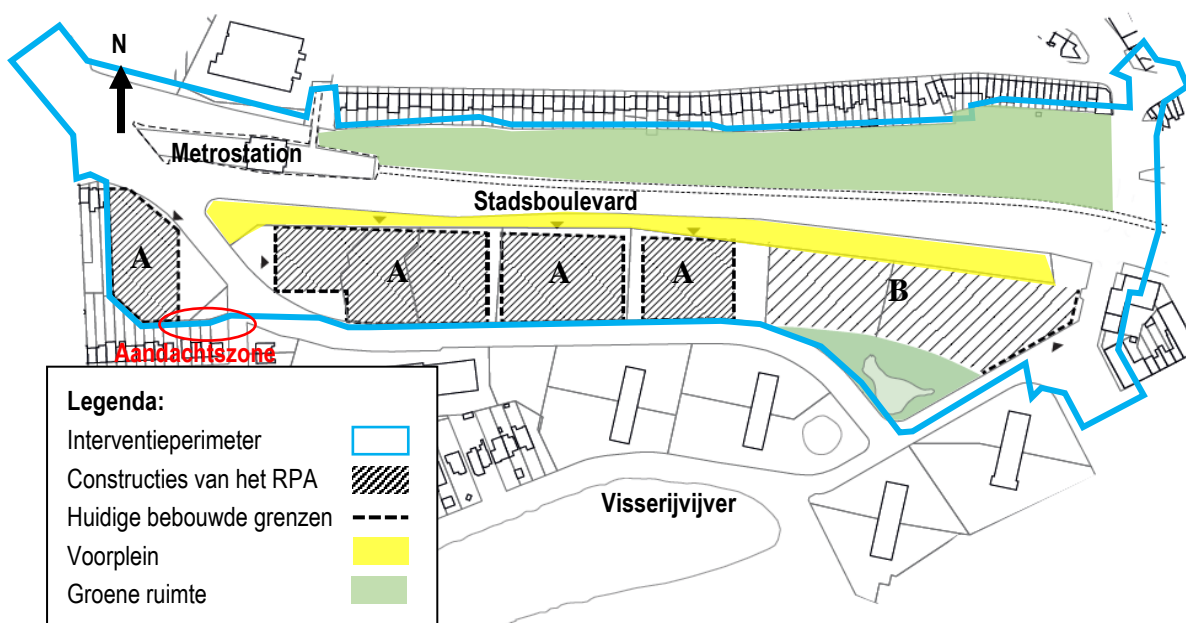 N
Metrostation
Stadsboulevard
A
A
A
A
B
Aandachtszone
Legenda:
Interventieperimeter
Constructies van het RPA
Huidige bebouwde grenzen
Voorplein
Groene ruimte
Visserijvijver